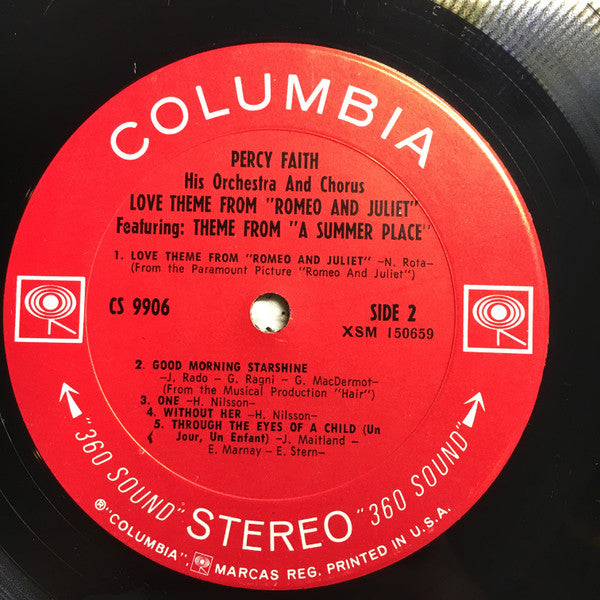 COLUMBIA
PERCY FAITH
His Orchestra And Chorus
LOVE THEME FROM "ROMEO AND JULIET"
Featuring: THEME FROM "A SUMMER PLACE"
1. LOVE THEME FROM "ROMEO AND JULIET" -N. Rota-
(From the Paramount Picture "Romeo And Juliet")
CS 9906
SIDE 2
XSM 150659
2. GOOD MORNING STARSHINE
-J. Rado - G. Ragni - G. MacDermot-
(From the Musical Production "Hair")
3. ONE -H. Nilsson-
4. WITHOUT HER -H. Nilsson-
5. THROUGH THE EYES OF A CHILD (Un
Jour, Un Enfant) -J. Maitland -
E. Marnay - E. Stern-
"360 SOUND" STEREO "360 SOUND"
℗"COLUMBIA", MARCAS REG. PRINTED IN U.S.A.